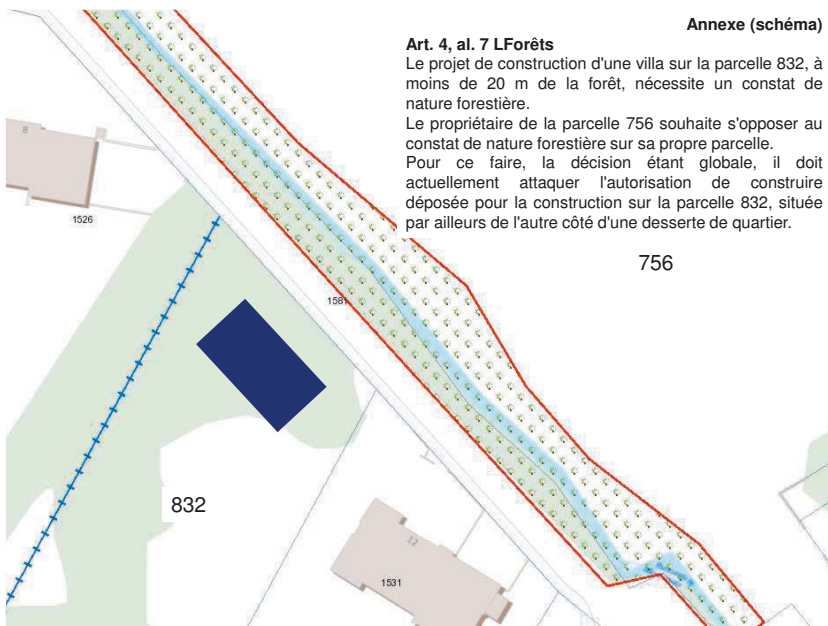 Annexe (schéma)
Art. 4, al. 7 LForêts
Le projet de construction d'une villa sur la parcelle 832, à
moins de 20 m de la forêt, nécessite un constat de
nature forestière.
Le propriétaire de la parcelle 756 souhaite s'opposer au
constat de nature forestière sur sa propre parcelle.
Pour ce faire, la décision étant globale, il doit
actuellement attaquer l'autorisation de construire
déposée pour la construction sur la parcelle 832, située
par ailleurs de l'autre côté d'une desserte de quartier.
1526
756
832
12
1531